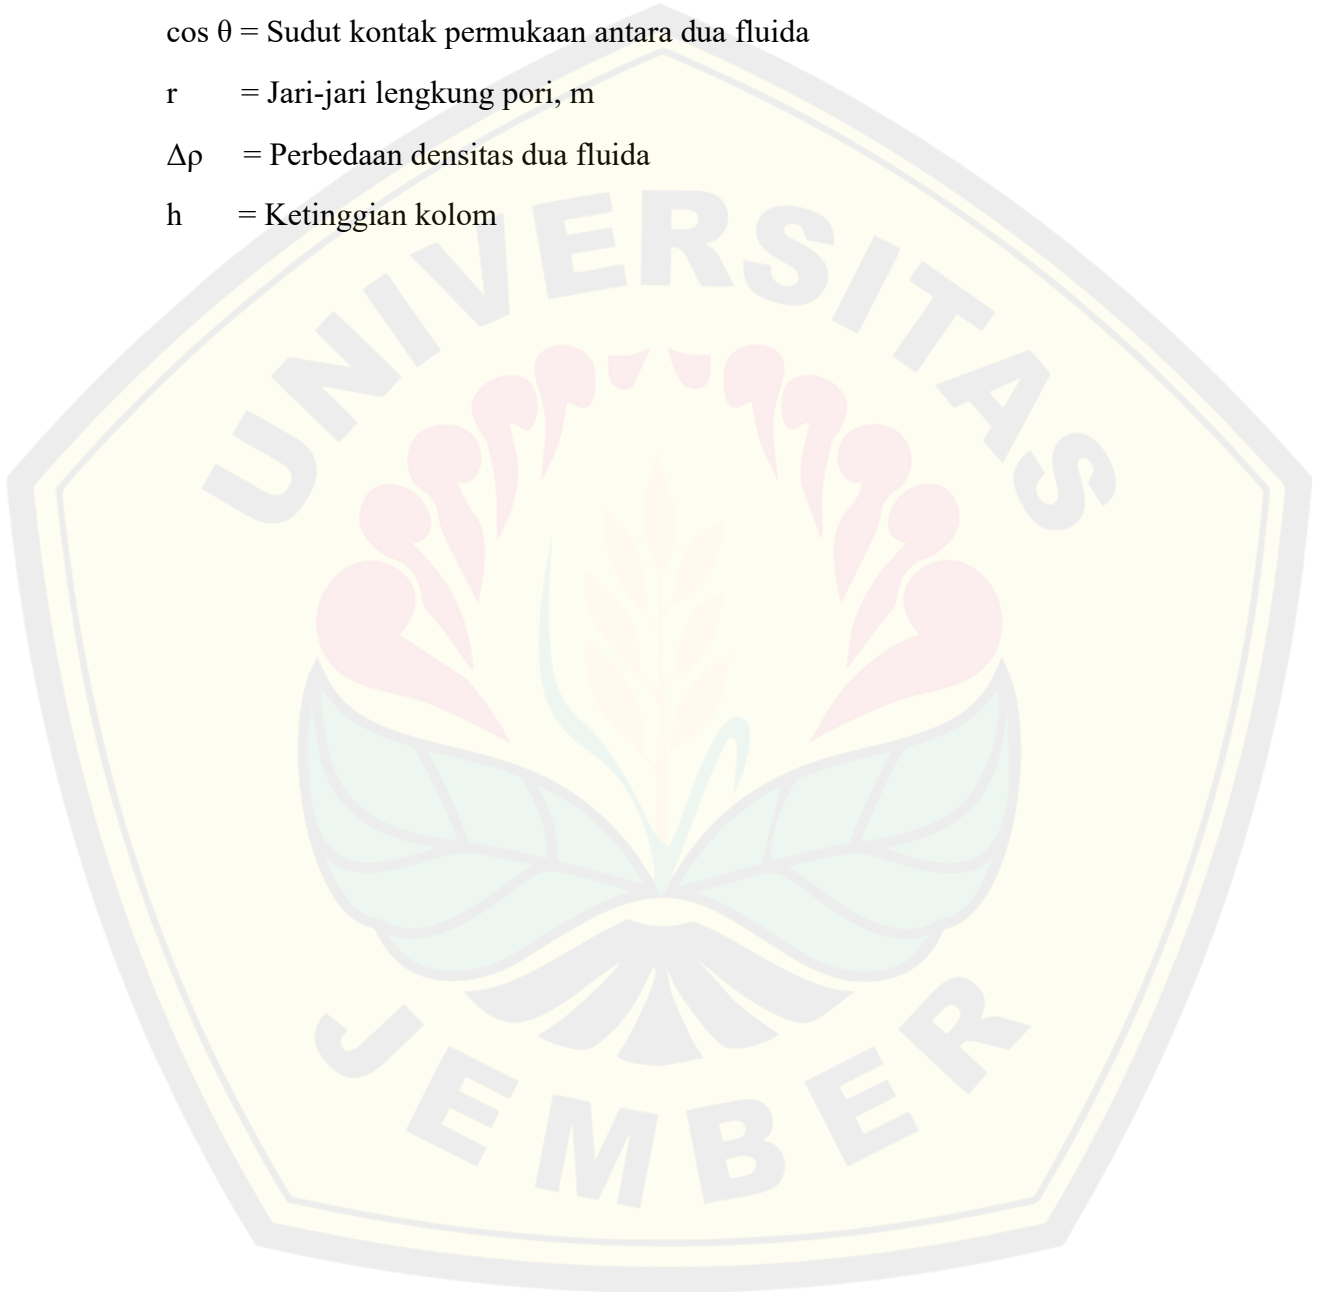 cos θ = Sudut kontak permukaan antara dua fluida
r = Jari-jari lengkung pori, m
Δρ = Perbedaan densitas dua fluida
h = Ketinggian kolom
UNIVERSITAS
JEMBER